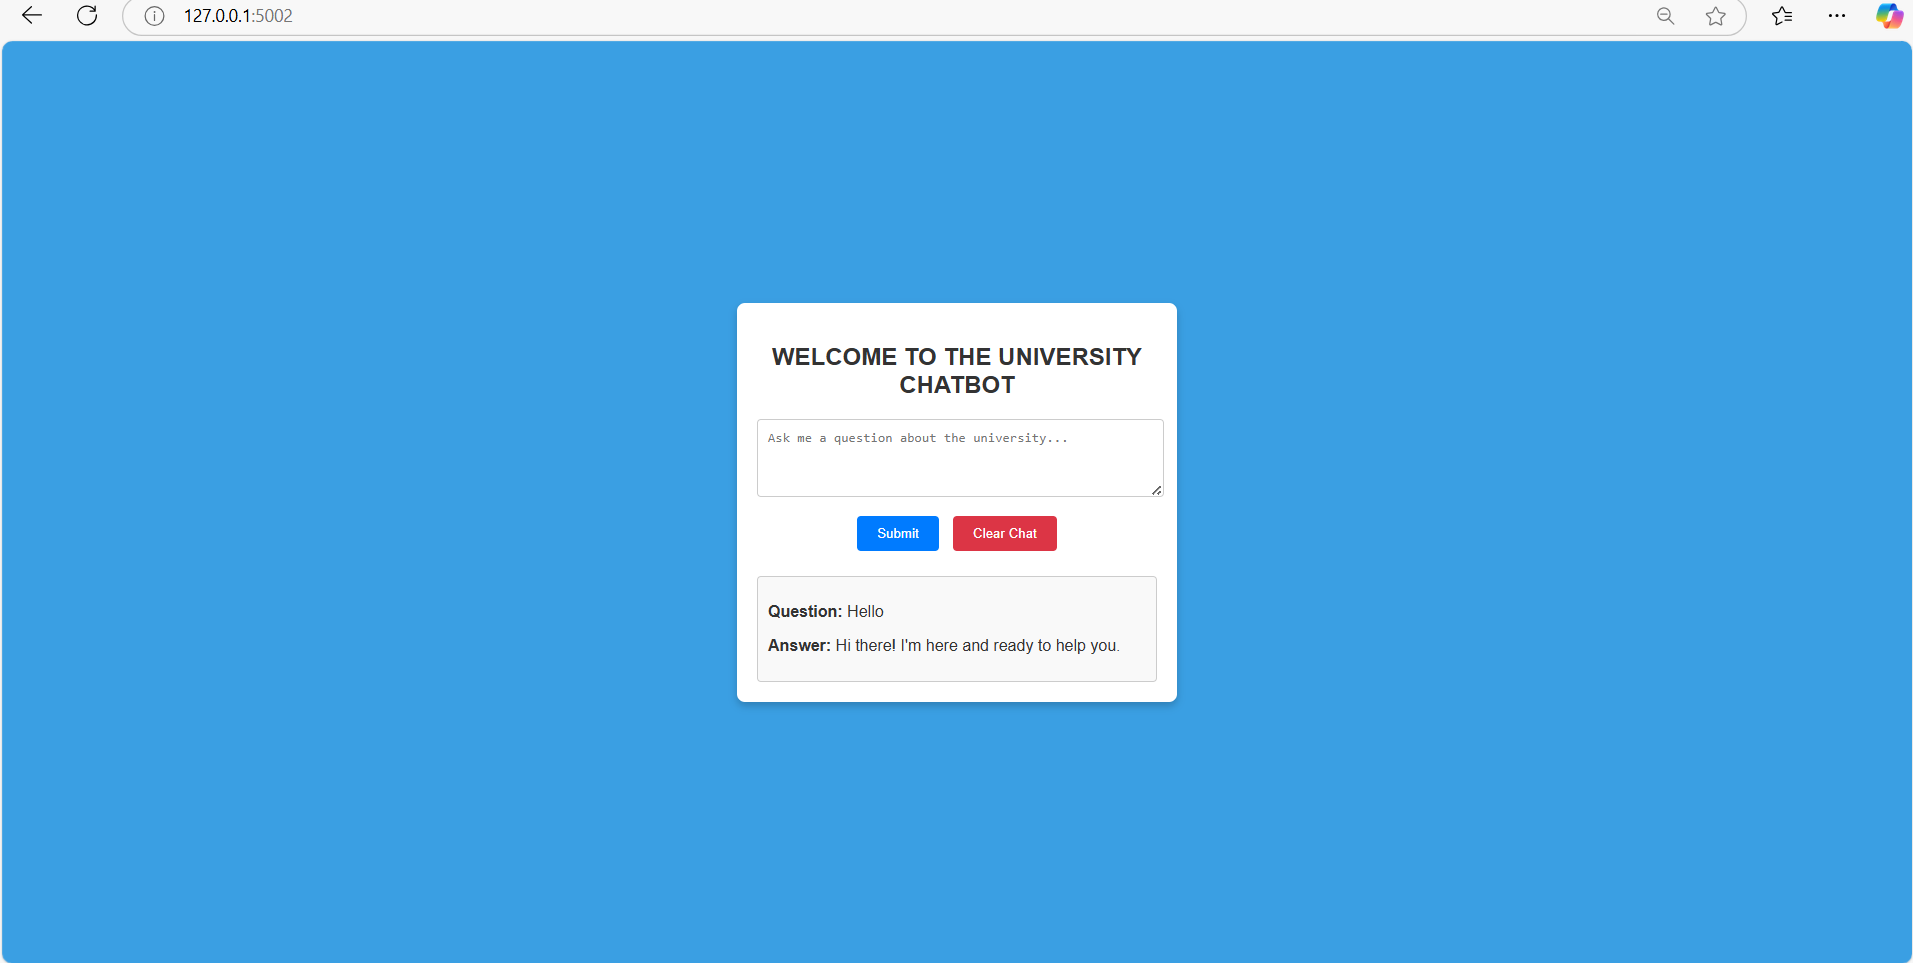 127.0.0.1:5002
WELCOME TO THE UNIVERSITY
CHATBOT
Ask me a question about the university...
Submit Clear Chat
Question: Hello
Answer: Hi there! I'm here and ready to help you.